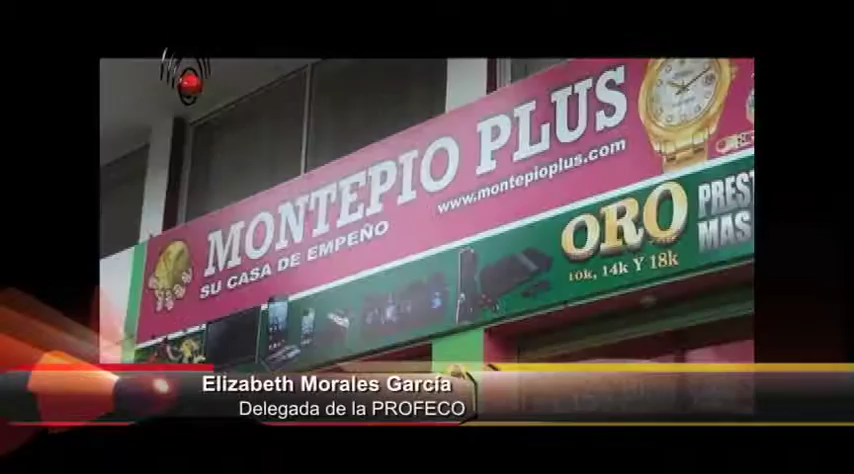 MONTEPIO PLUS
SU CASA DE EMPEÑO
www.montepioplus.com
ORO
10k, 14k Y 18k
MAS
Elizabeth Morales García
Delegada de la PROFECO